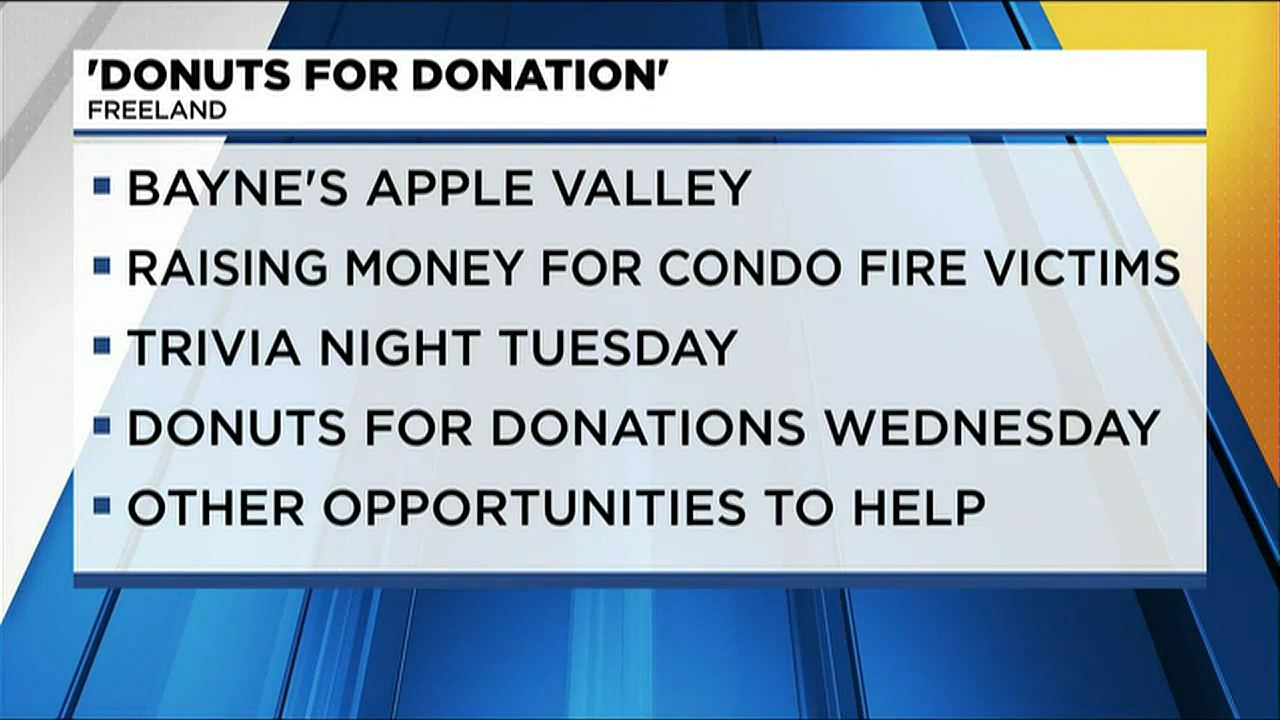 'DONUTS FOR DONATION'
FREELAND
BAYNE'S APPLE VALLEY
RAISING MONEY FOR CONDO FIRE VICTIMS
TRIVIA NIGHT TUESDAY
DONUTS FOR DONATIONS WEDNESDAY
OTHER OPPORTUNITIES TO HELP